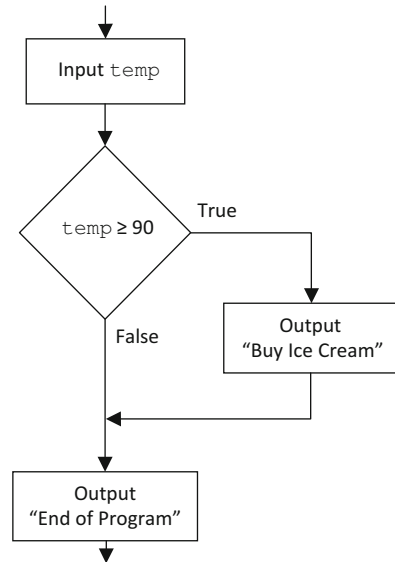 Input temp
temp ≥ 90
True
False
Output
“Buy Ice Cream”
Output
“End of Program”